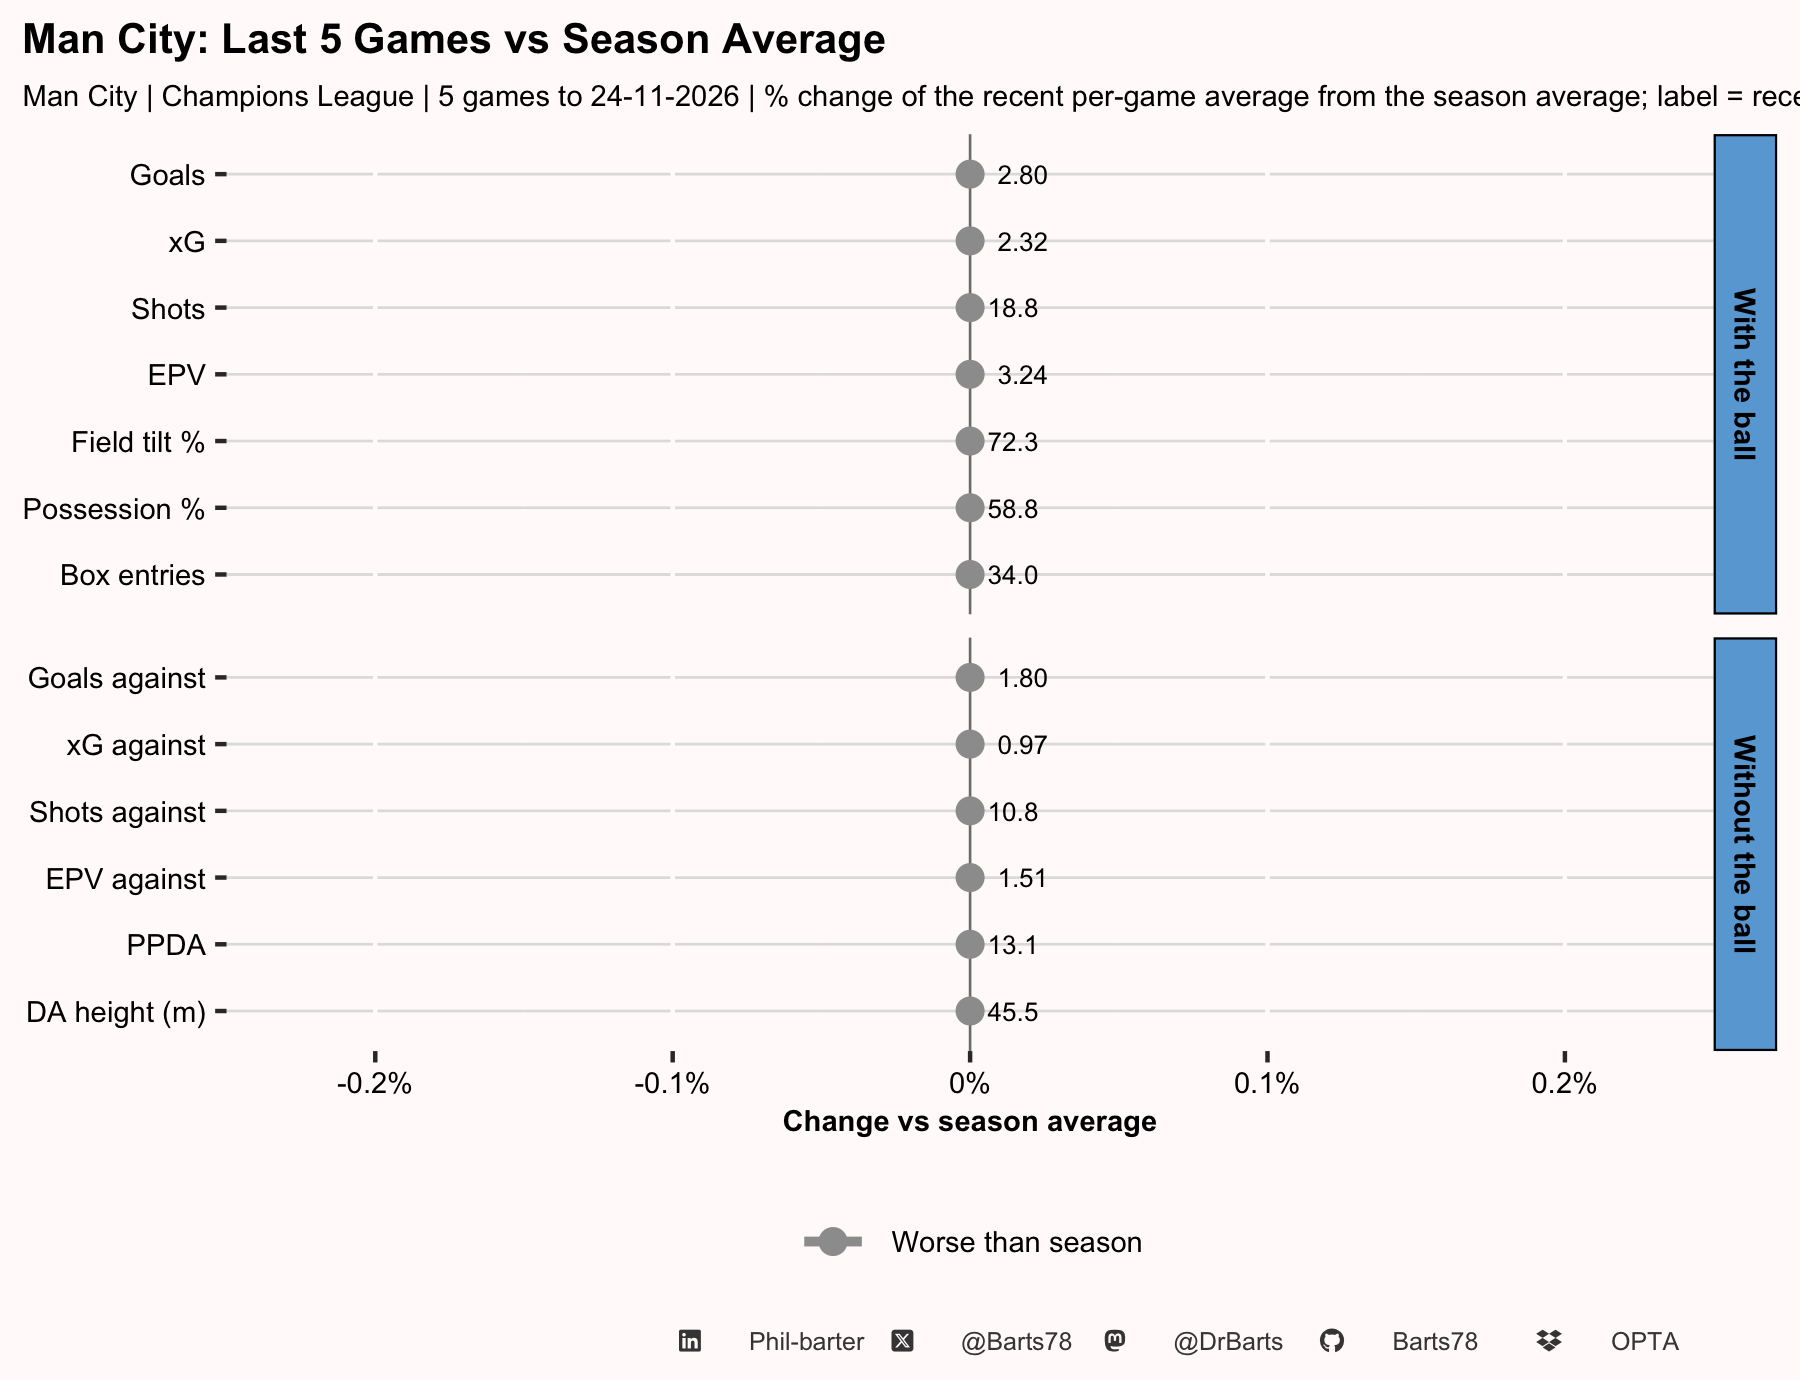 Man City: Last 5 Games vs Season Average
Man City | Champions League | 5 games to 24-11-2026 | % change of the recent per-game average from the season average; label =
Goals 2.80
xG 2.32
Shots 18.8
EPV 3.24
Field tilt % 72.3
Possession % 58.8
Box entries 34.0
With the ball
Goals against 1.80
xG against 0.97
Shots against 10.8
EPV against 1.51
PPDA 13.1
DA height (m) 45.5
Without the ball
-0.2% -0.1% 0% 0.1% 0.2%
Change vs season average
Worse than season
Phil-barter @Barts78 @DrBarts Barts78 OPTA